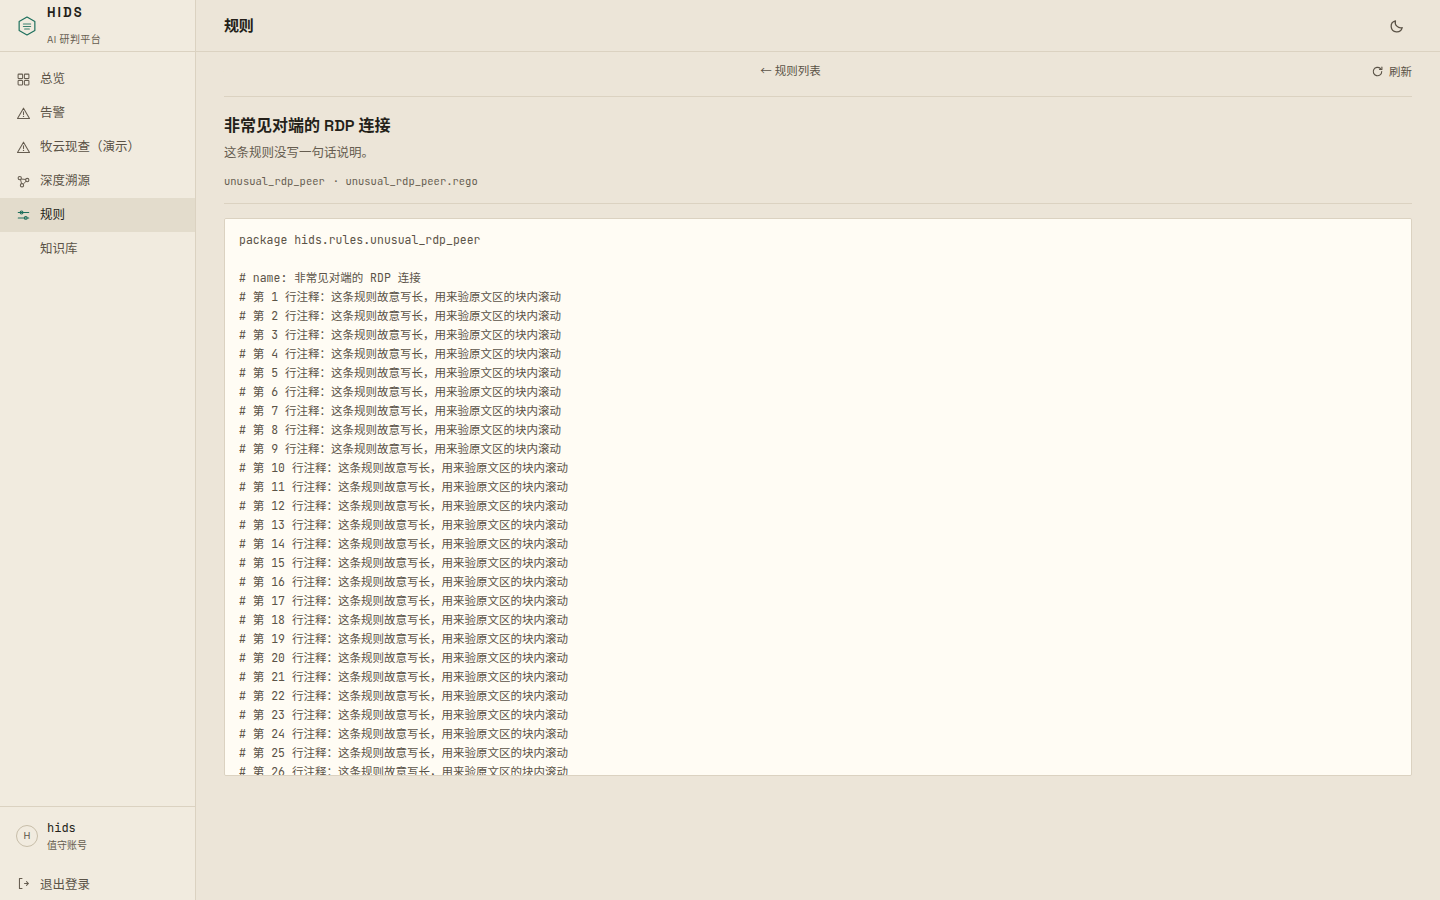 HIDS
AI 研判平台
总览
告警
牧云现查（演示）
深度溯源
规则
知识库
H
hids
值守账号
退出登录
规则
← 规则列表
刷新
非常见对端的 RDP 连接
这条规则没写一句话说明。
unusual_rdp_peer · unusual_rdp_peer.rego
package hids.rules.unusual_rdp_peer
# name: 非常见对端的 RDP 连接
# 第 1 行注释: 这条规则故意写长，用来验原文区的块内滚动
# 第 2 行注释: 这条规则故意写长，用来验原文区的块内滚动
# 第 3 行注释: 这条规则故意写长，用来验原文区的块内滚动
# 第 4 行注释: 这条规则故意写长，用来验原文区的块内滚动
# 第 5 行注释: 这条规则故意写长，用来验原文区的块内滚动
# 第 6 行注释: 这条规则故意写长，用来验原文区的块内滚动
# 第 7 行注释: 这条规则故意写长，用来验原文区的块内滚动
# 第 8 行注释: 这条规则故意写长，用来验原文区的块内滚动
# 第 9 行注释: 这条规则故意写长，用来验原文区的块内滚动
# 第 10 行注释: 这条规则故意写长，用来验原文区的块内滚动
# 第 11 行注释: 这条规则故意写长，用来验原文区的块内滚动
# 第 12 行注释: 这条规则故意写长，用来验原文区的块内滚动
# 第 13 行注释: 这条规则故意写长，用来验原文区的块内滚动
# 第 14 行注释: 这条规则故意写长，用来验原文区的块内滚动
# 第 15 行注释: 这条规则故意写长，用来验原文区的块内滚动
# 第 16 行注释: 这条规则故意写长，用来验原文区的块内滚动
# 第 17 行注释: 这条规则故意写长，用来验原文区的块内滚动
# 第 18 行注释: 这条规则故意写长，用来验原文区的块内滚动
# 第 19 行注释: 这条规则故意写长，用来验原文区的块内滚动
# 第 20 行注释: 这条规则故意写长，用来验原文区的块内滚动
# 第 21 行注释: 这条规则故意写长，用来验原文区的块内滚动
# 第 22 行注释: 这条规则故意写长，用来验原文区的块内滚动
# 第 23 行注释: 这条规则故意写长，用来验原文区的块内滚动
# 第 24 行注释: 这条规则故意写长，用来验原文区的块内滚动
# 第 25 行注释: 这条规则故意写长，用来验原文区的块内滚动
# 第 26 行注释: 这条规则故意写长，用来验原文区的块内滚动